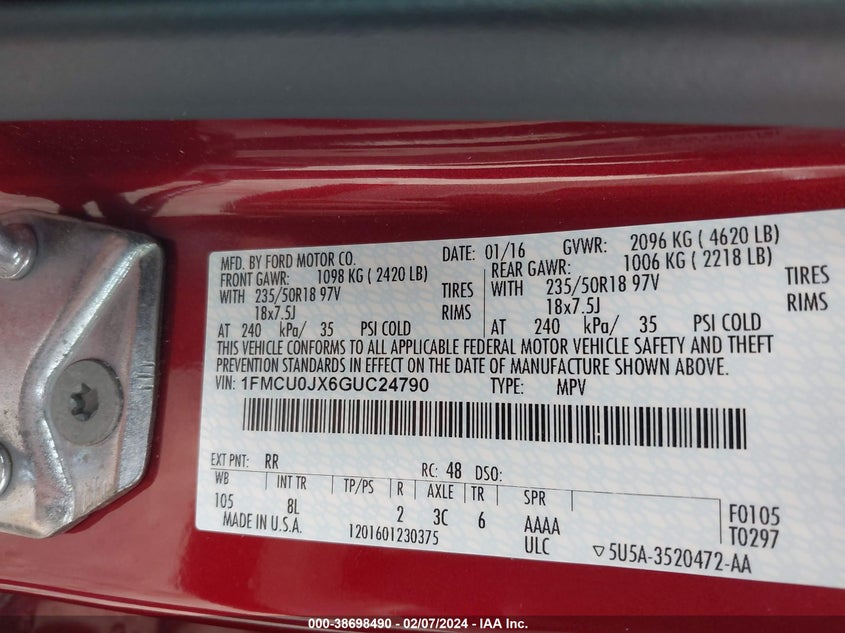 MFD. BY FORD MOTOR CO. DATE: 01/16 GVWR: 2096 KG ( 4620 LB)
FRONT GAWR: 1098 KG ( 2420 LB) REAR GAWR: 1006 KG ( 2218 LB)
WITH 235/50R18 97V TIRES WITH 235/50R18 97V TIRES
18x7.5J RIMS 18x7.5J RIMS
AT 240 kPa/ 35 PSI COLD AT 240 kPa/ 35 PSI COLD
THIS VEHICLE CONFORMS TO ALL APPLICABLE FEDERAL MOTOR VEHICLE SAFETY AND THEFT
PREVENTION STANDARDS IN EFFECT ON THE DATE OF MANUFACTURE SHOWN ABOVE.
VIN: 1FMCU0JX6GUC24790 TYPE: MPV
EXT PNT: RR RC: 48 DSO:
WB INT TR TP/PS R AXLE TR SPR
105 8L 2 3C 6 AAAA F0105
MADE IN U.S.A. 1201601230375 ULC T0297
▽5U5A-3520472-AA
000-38698490 - 02/07/2024 - IAA Inc.